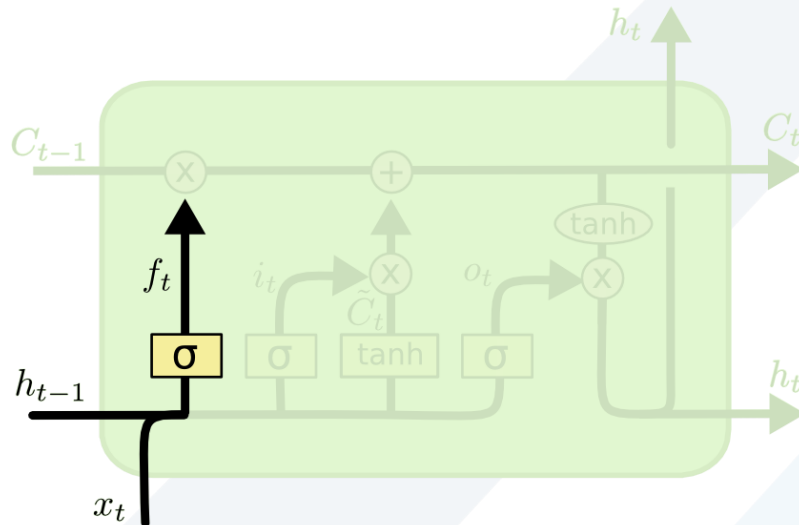 h_t
C_{t-1}
C_t
x
+
tanh
f_t
i_t
x
o_t
x
C̃_t
σ
σ
tanh
σ
h_{t-1}
h_t
x_t